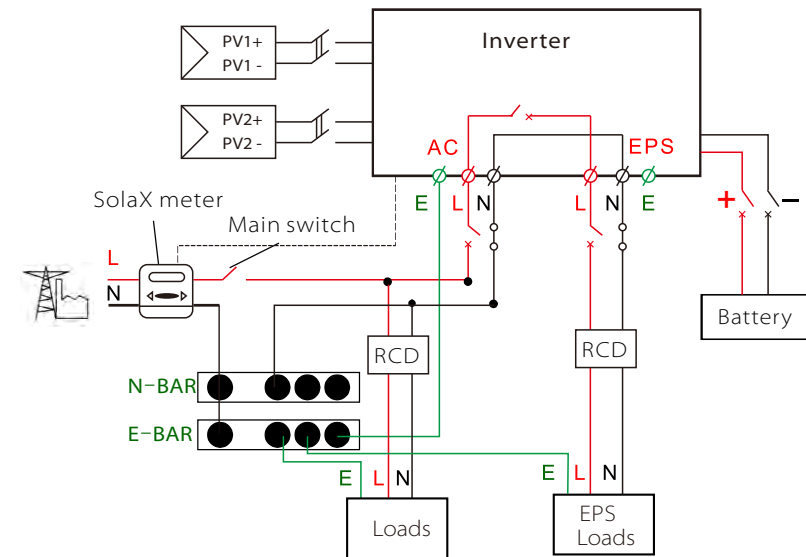 PV1+
PV1 -
PV2+
PV2 -
Inverter
AC
EPS
E
L
N
L
N
E
SolaX meter
Main switch
L
N
+
−
Battery
RCD
RCD
N-BAR
E-BAR
E
L
N
E
L
N
Loads
EPS
Loads